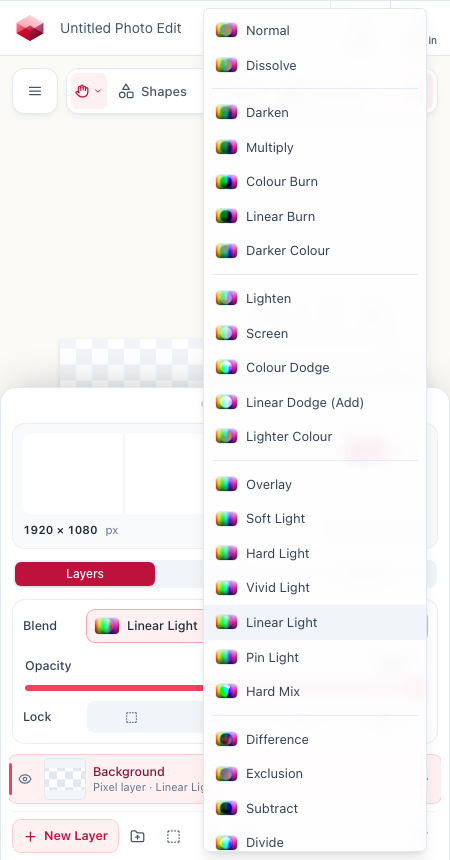 Untitled Photo Edit
in
Shapes
Normal
Dissolve
Darken
Multiply
Colour Burn
Linear Burn
Darker Colour
Lighten
Screen
Colour Dodge
Linear Dodge (Add)
Lighter Colour
Overlay
Soft Light
Hard Light
Vivid Light
Linear Light
Pin Light
Hard Mix
Difference
Exclusion
Subtract
Divide
1920 × 1080 px
Layers
Blend Linear Light
Opacity
Lock
Background
Pixel layer · Linear
New Layer